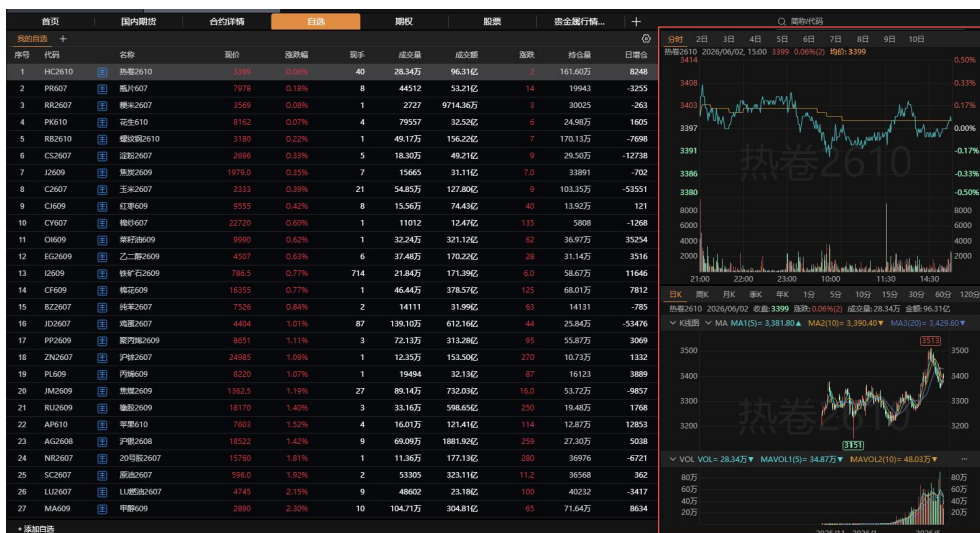 首页 国内期货 合约详情 自选 期权 股票 贵金属行情... + 简称/代码
我的自选 +
序号 代码 名称 现价 涨跌幅 现手 成交量 成交额 涨跌 持仓量 日增仓
1 HC2610 主 热卷2610 3399 0.06% 40 28.34万 96.31亿 2 161.60万 8248
2 PR607 主 瓶片607 7978 0.18% 8 44512 53.21亿 14 19943 -3255
3 RR2607 主 粳米2607 3569 0.08% 1 2727 9714.36万 3 30025 -263
4 PK610 主 花生610 8162 0.07% 4 79557 32.52亿 6 24.98万 1605
5 RB2610 主 螺纹钢2610 3180 0.22% 1 49.17万 156.22亿 7 170.13万 -7698
6 CS2607 主 淀粉2607 2696 0.33% 5 18.30万 49.21亿 9 29.50万 -12738
7 J2609 主 焦炭2609 1979.0 0.35% 7 15665 31.11亿 7.0 33891 -702
8 C2607 主 玉米2607 2333 0.39% 21 54.85万 127.80亿 9 103.35万 -53551
9 CJ609 主 红枣609 9555 0.42% 8 15.56万 74.43亿 40 13.92万 121
10 CY607 主 棉纱607 22720 0.60% 1 11012 12.47亿 135 5808 -1268
11 OI609 主 菜籽油609 9990 0.62% 1 32.24万 321.12亿 62 36.97万 35254
12 EG2609 主 乙二醇2609 4507 0.63% 6 37.48万 170.22亿 28 31.14万 3516
13 I2609 主 铁矿石2609 786.5 0.77% 714 21.84万 171.39亿 6.0 58.67万 11646
14 CF609 主 棉花609 16355 0.77% 1 46.44万 378.57亿 125 68.01万 7812
15 BZ2607 主 纯苯2607 7526 0.84% 2 14111 31.99亿 63 14131 -785
16 JD2607 主 鸡蛋2607 4404 1.01% 87 139.10万 612.16亿 44 25.84万 -53476
17 PP2609 主 聚丙烯2609 8651 1.11% 3 72.13万 313.28亿 95 55.87万 3069
18 ZN2607 主 沪锌2607 24985 1.09% 1 12.35万 153.50亿 270 10.73万 1332
19 PL609 主 丙烯609 8220 1.07% 1 19494 32.13亿 87 16123 3889
20 JM2609 主 焦煤2609 1362.5 1.19% 27 89.14万 732.03亿 16.0 53.72万 -9857
21 RU2609 主 橡胶2609 18170 1.40% 3 33.16万 598.65亿 250 19.48万 1768
22 AP610 主 苹果610 7603 1.52% 4 16.01万 121.41亿 114 12.87万 12853
23 AG2608 主 沪银2608 18522 1.42% 9 69.09万 1881.92亿 259 27.30万 5038
24 NR2607 主 20号胶2607 15760 1.81% 1 11.36万 177.13亿 280 36976 -6721
25 SC2607 主 原油2607 596.0 1.92% 2 53305 323.11亿 11.2 36568 362
26 LU2607 主 LU燃油2607 4745 2.15% 9 48602 23.18亿 100 40232 -3417
27 MA609 主 甲醇609 2890 2.30% 10 104.71万 304.81亿 65 71.64万 8634
+ 添加自选
分时 2日 3日 4日 5日 6日 7日 8日 9日 10日
热卷2610 2026/06/02, 15:00 3399 0.06%(2) 均价: 3399
3414 0.50%
3408 0.33%
3403 0.17%
3397 0.00%
3391 -0.17%
3386 -0.33%
3380 -0.50%
热卷2610
8000 8000
6000 6000
4000 4000
2000 2000
21:00 22:00 23:00 10:00 11:30 14:30
日K 周K 月K 季K 年K 1分 5分 10分 15分 30分 60分 120分
热卷2610 2026/06/02 收盘: 3399 涨跌: 0.06%(2) 成交量: 28.34万 金额: 96.31亿
K线图 MA MA1(5)= 3,381.80▲ MA2(10)= 3,390.40▼ MA3(20)= 3,429.60▼
3513
3500 3500
3400 3400
3300 3300
3200 3200
热卷2610
3151
VOL VOL= 28.34万▼ MAVOL1(5)= 34.87万▼ MAVOL2(10)= 48.03万▼ ...
80万 80万
60万 60万
40万 40万
20万 20万